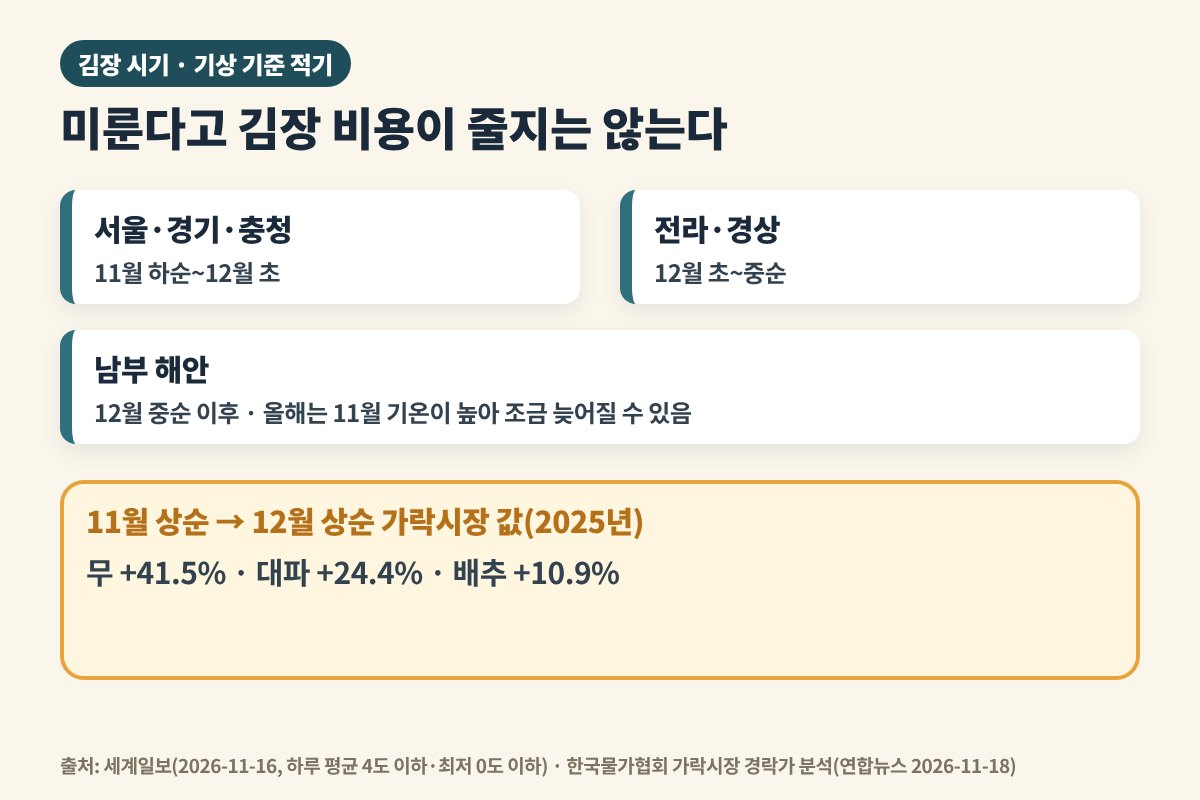 김장 시기 · 기상 기준 적기
미룬다고 김장 비용이 줄지는 않는다
서울·경기·충청
11월 하순~12월 초
전라·경상
12월 초~중순
남부 해안
12월 중순 이후 · 올해는 11월 기온이 높아 조금 늦어질 수 있음
11월 상순 → 12월 상순 가락시장 값(2025년)
무 +41.5% · 대파 +24.4% · 배추 +10.9%
출처: 세계일보(2026-11-16, 하루 평균 4도 이하·최저 0도 이하) · 한국물가협회 가락시장 경락가 분석(연합뉴스 2026-11-18)